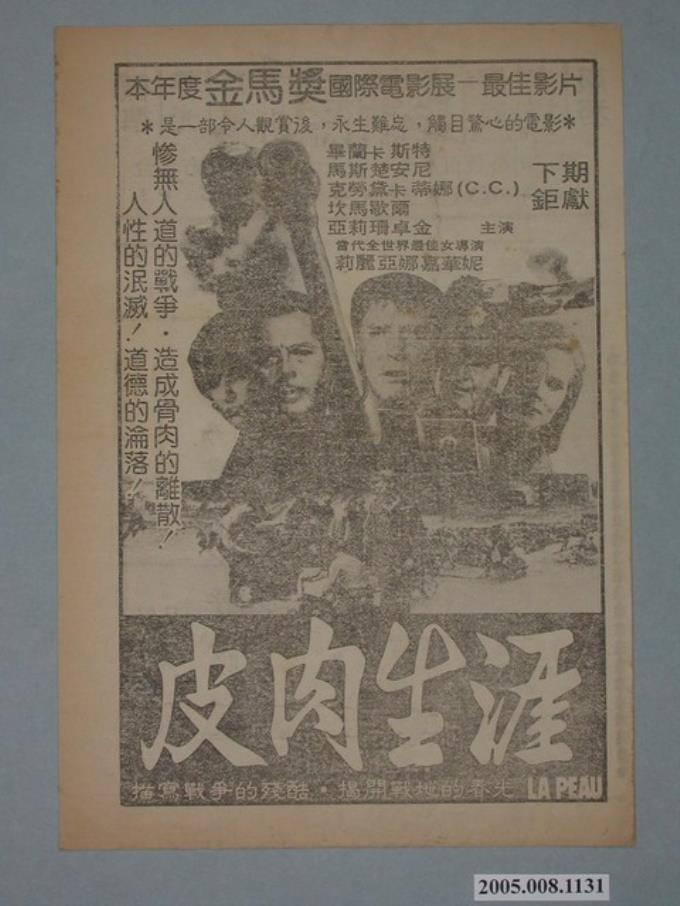 本年度金馬獎國際電影展—最佳影片
*是一部令人觀賞後,永生難忘,觸目驚心的電影*
畢蘭卡斯特
馬斯楚安尼
克勞黛卡蒂娜(C.C.)
坎馬歌爾
亞莉珊卓金 主演
當代全世界最佳女導演
莉麗亞娜嘉華妮
下期
鉅獻
慘無人道的戰爭·造成骨肉的離散!
人性的泯滅!道德的淪落!
皮肉生涯
描寫戰爭的殘酷·揭開戰地的春光 LA PEAU
2005.008.1131